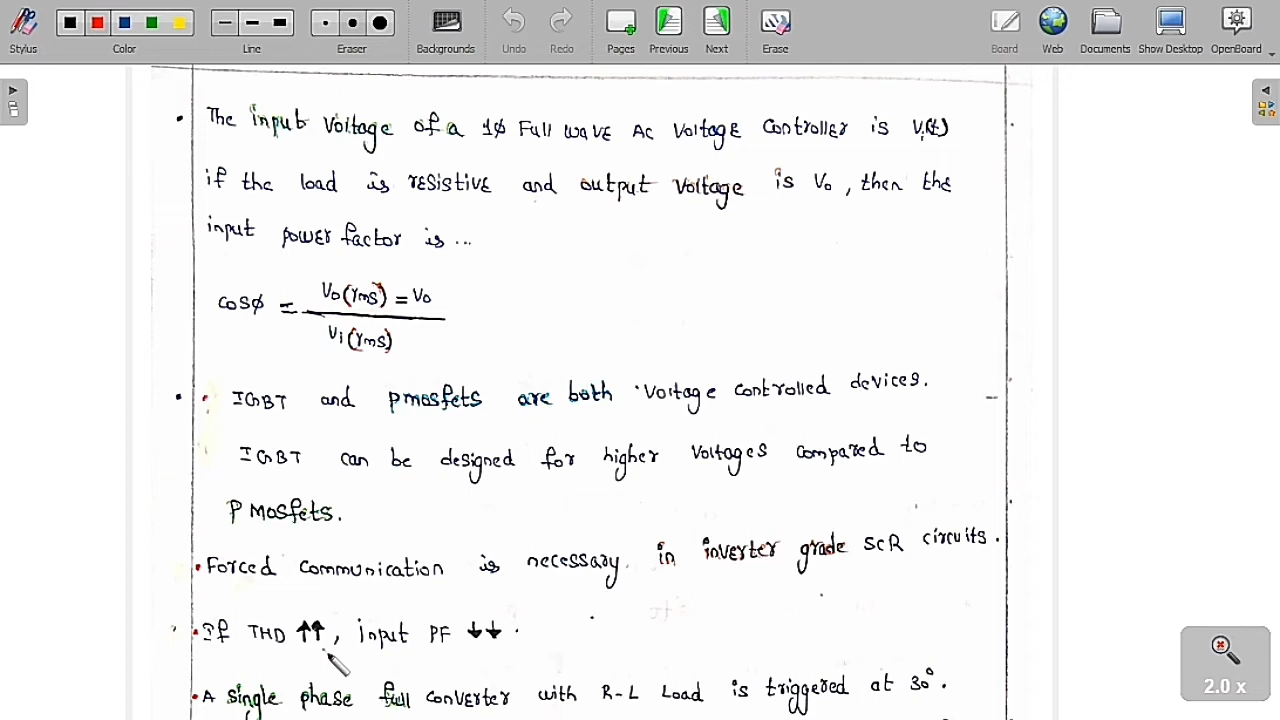 Stylus
Color
Line
Eraser
Backgrounds
Undo
Redo
Pages
Previous
Next
Erase
Board
Web
Documents
Show Desktop
OpenBoard
• The input voltage of a 1ϕ Full wave AC Voltage controller is Vi(t)
if the load is resistive and output voltage is V₀, then the
input power factor is ...
cosϕ = V₀(rms) = V₀
Vi(rms)
• • IGBT and pmosfets are both voltage controlled devices.
IGBT can be designed for higher voltages compared to
P Mosfets.
• Forced communication is necessary in inverter grade SCR circuits.
• If THD ↑↑, input PF ↓↓.
• A single phase full converter with R-L Load is triggered at 30°.
2.0 x